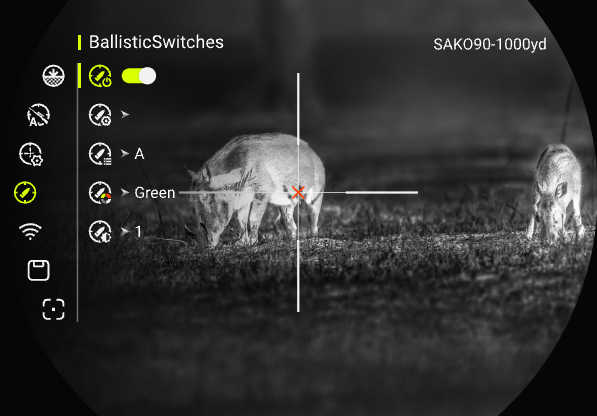 BallisticSwitches
SAKO90-1000yd
A
A
Green
1